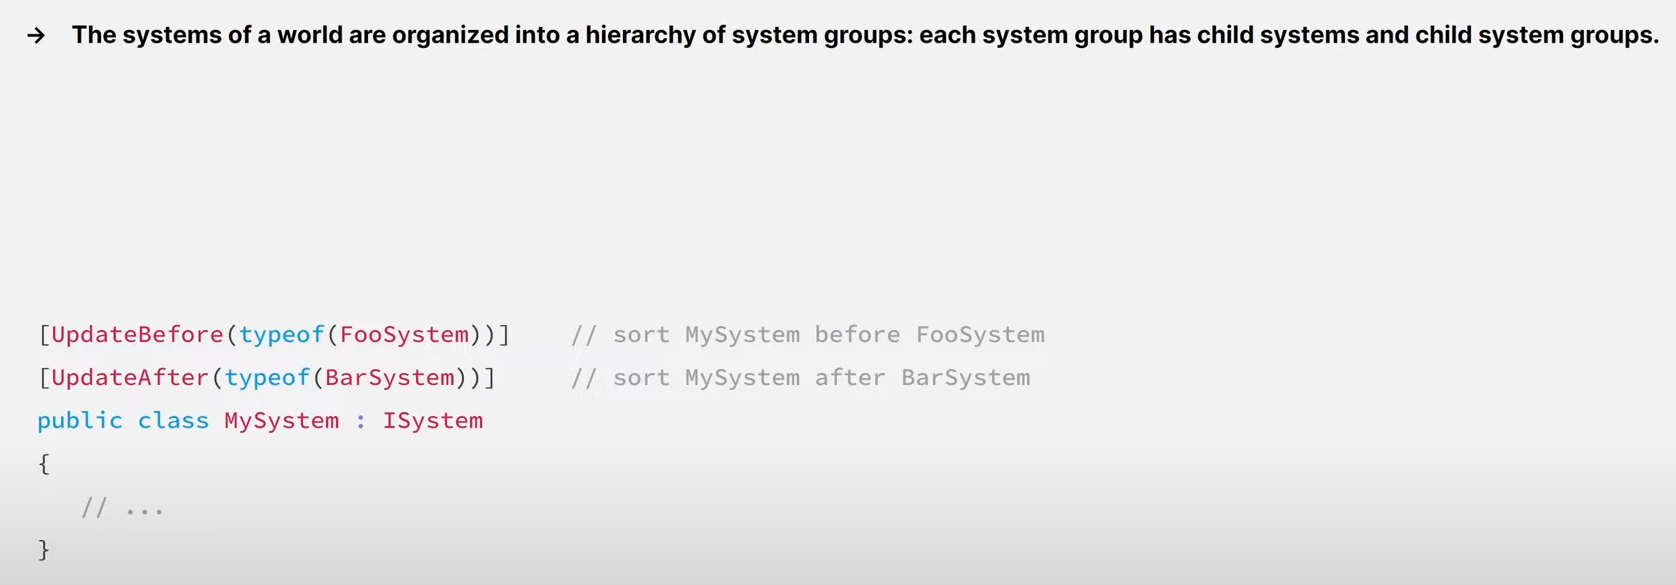 → The systems of a world are organized into a hierarchy of system groups: each system group has child systems and child system groups.
[UpdateBefore(typeof(FooSystem))] // sort MySystem before FooSystem
[UpdateAfter(typeof(BarSystem))] // sort MySystem after BarSystem
public class MySystem : ISystem
{
// ...
}